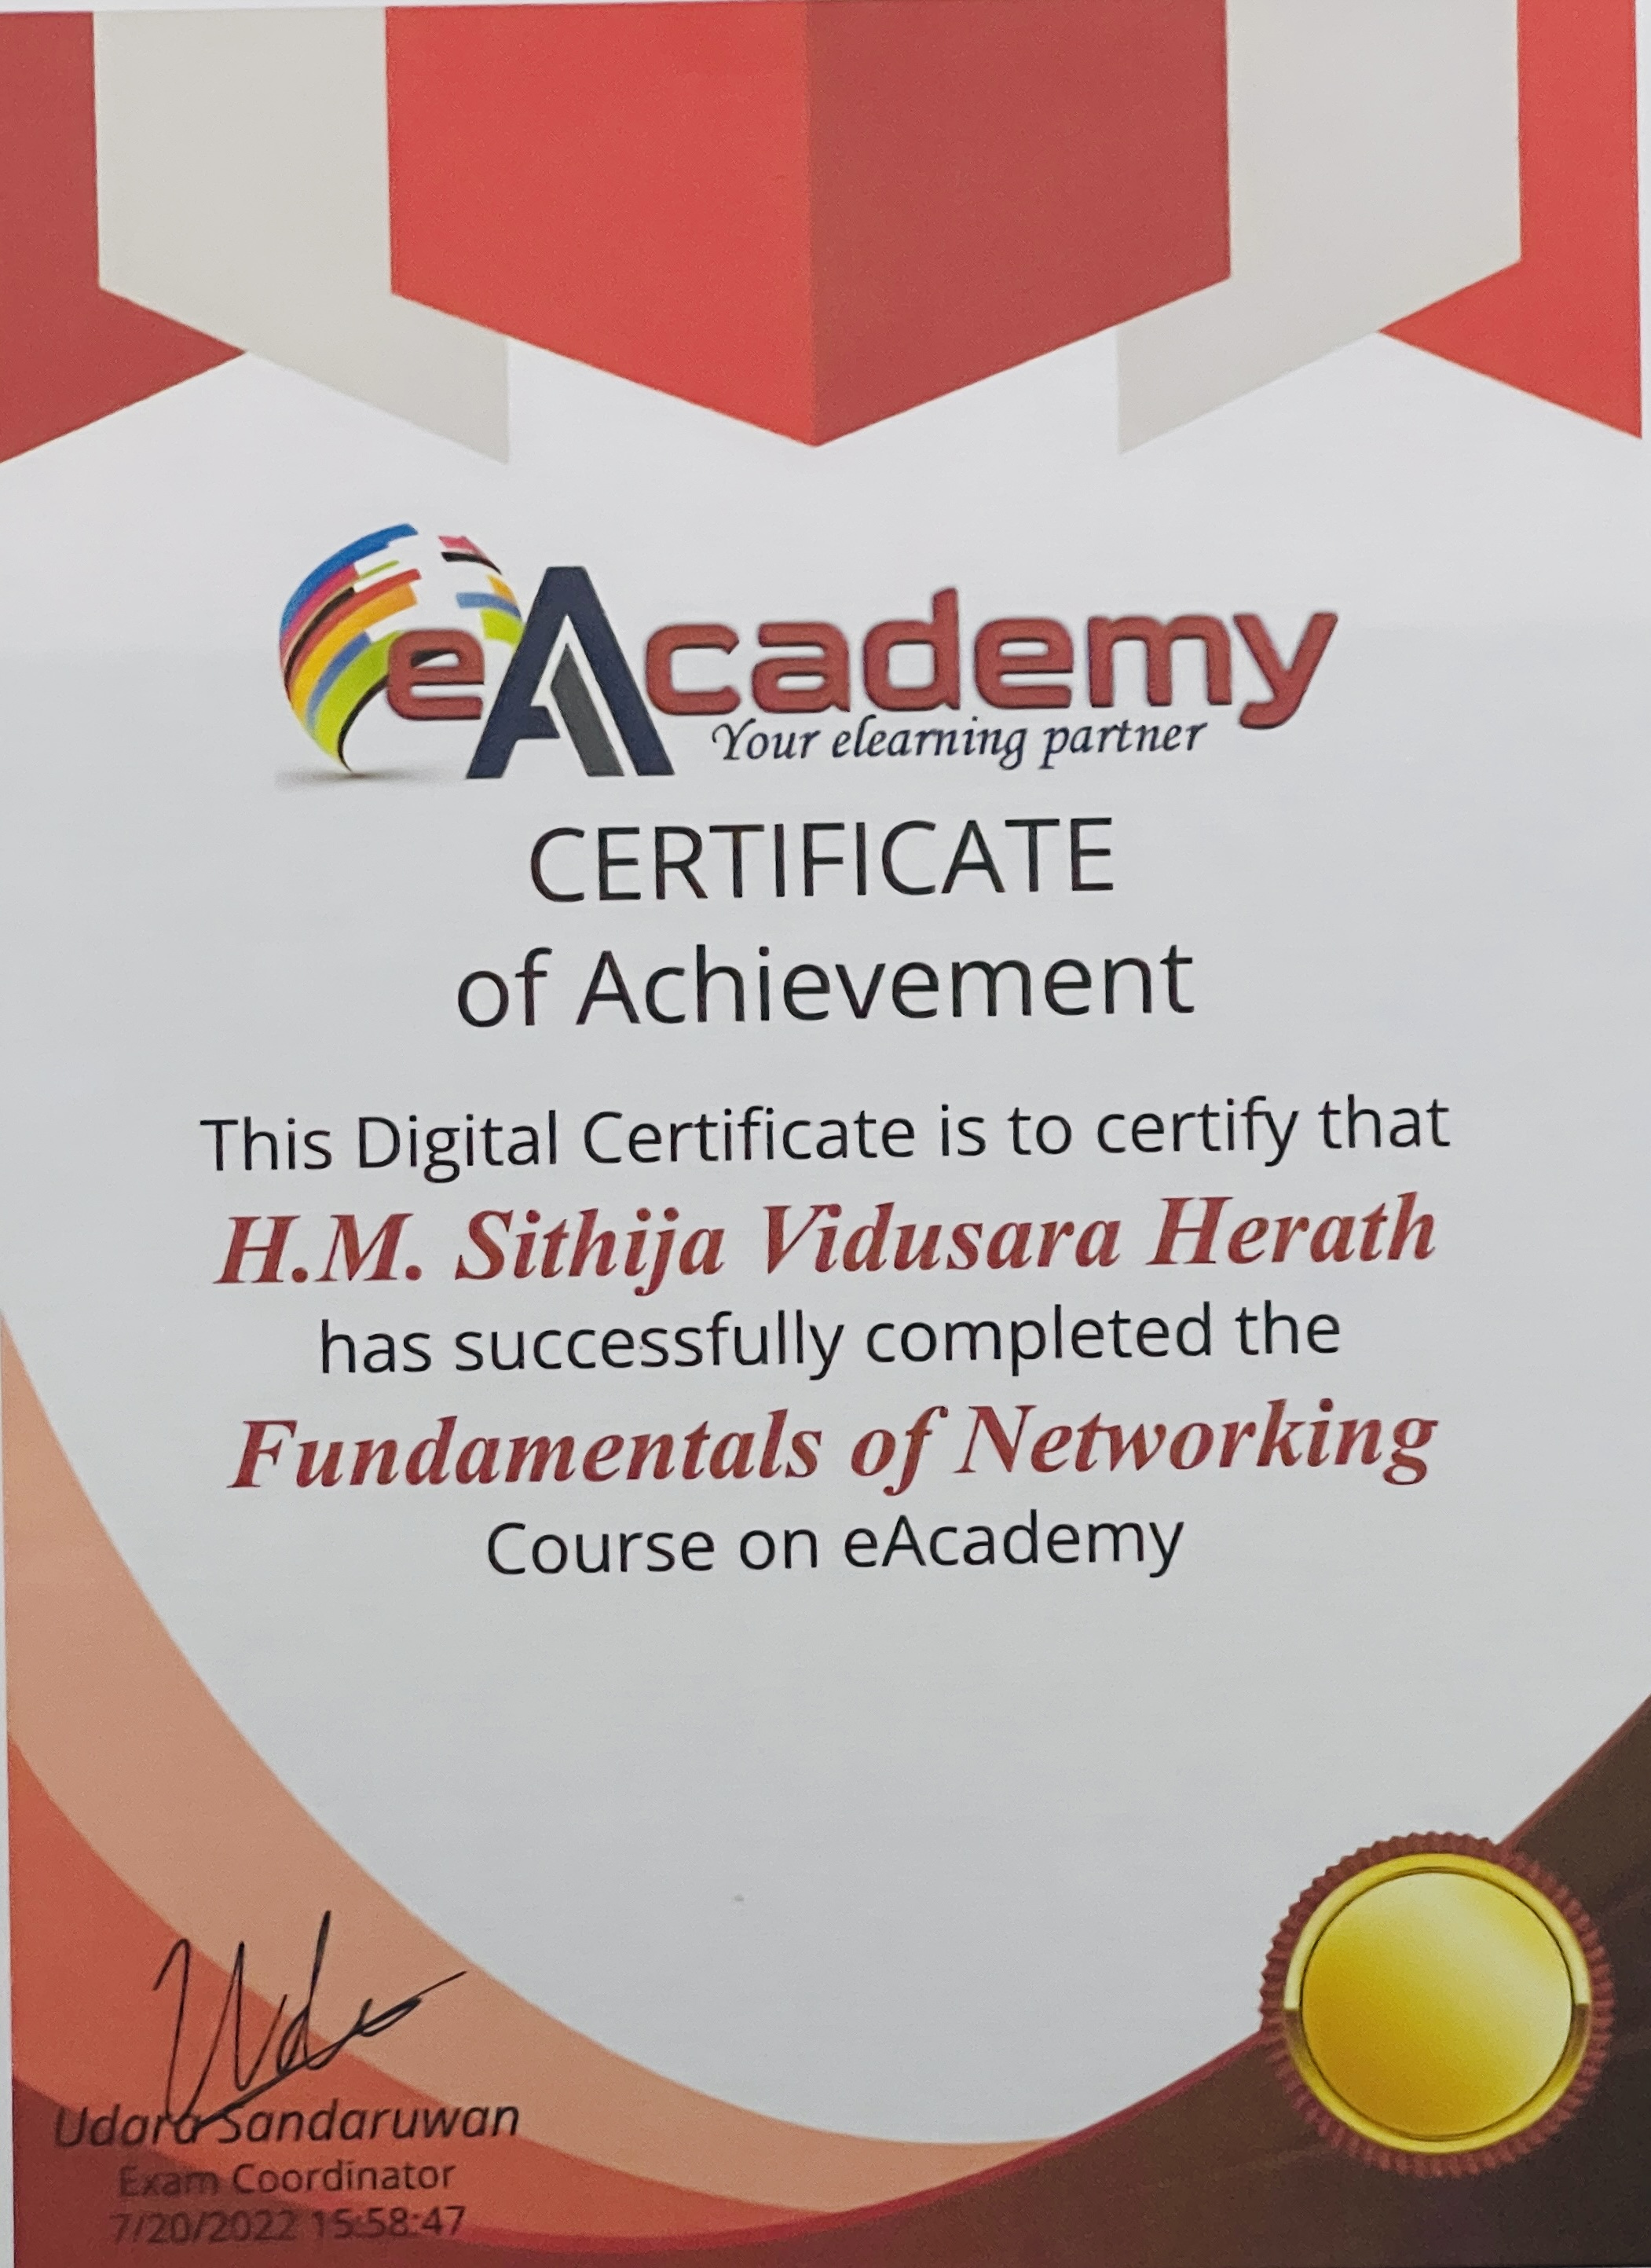 eAcademy
Your elearning partner
CERTIFICATE
of Achievement
This Digital Certificate is to certify that
H.M. Sithija Vidusara Herath
has successfully completed the
Fundamentals of Networking
Course on eAcademy
Udara Sandaruwan
Exam Coordinator
7/20/2022 15:58:47